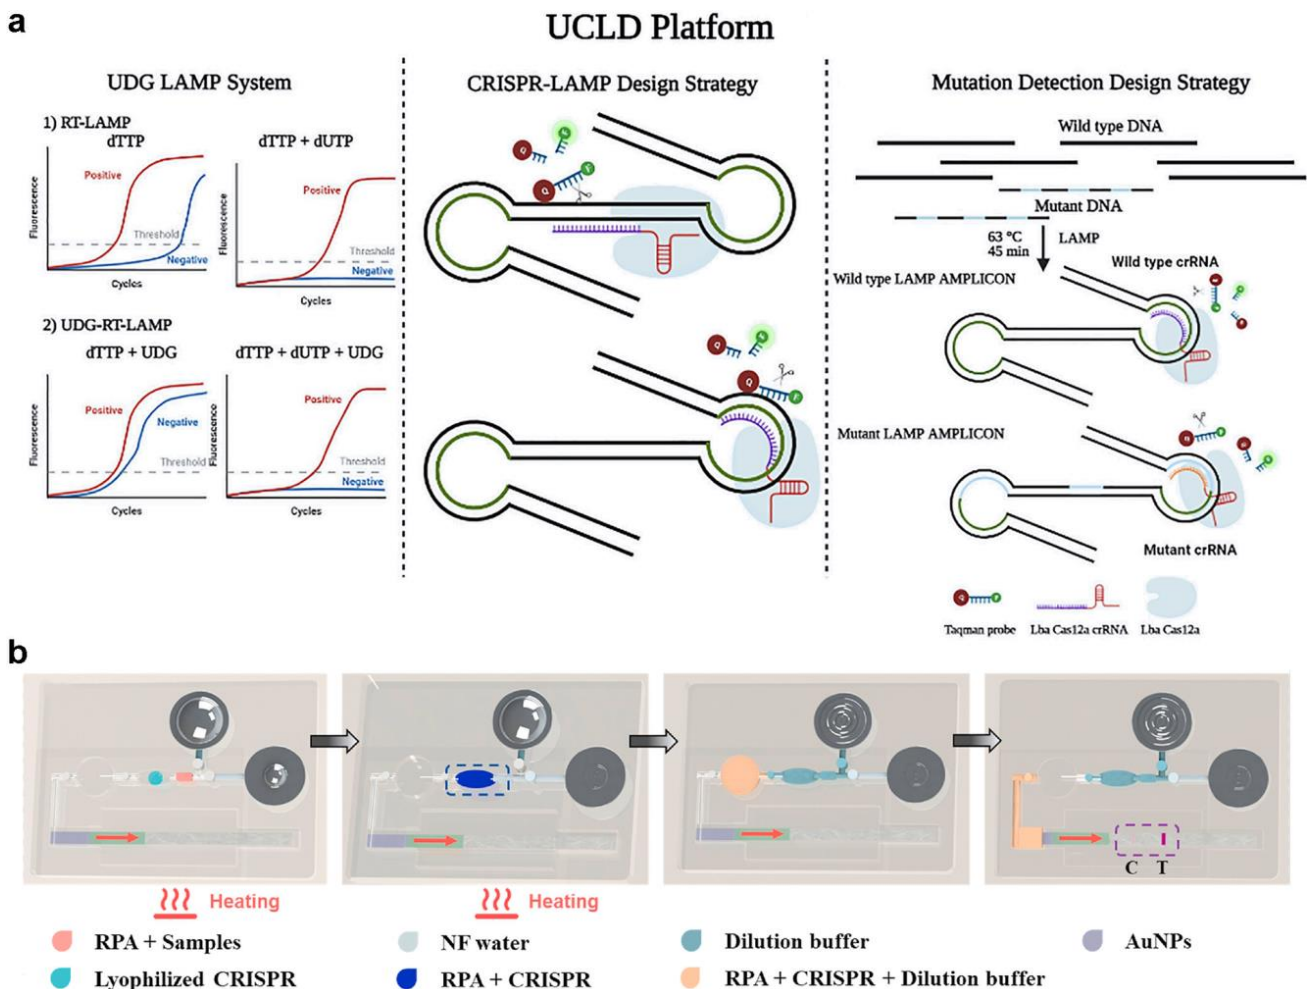 a
UCLD Platform
UDG LAMP System
1) RT-LAMP
dTTP
Fluorescence
Positive
Threshold
Negative
Cycles
dTTP + dUTP
Fluorescence
Positive
Threshold
Negative
Cycles
2) UDG-RT-LAMP
dTTP + UDG
Fluorescence
Positive
Negative
Threshold
Cycles
dTTP + dUTP + UDG
Fluorescence
Positive
Threshold
Negative
Cycles
CRISPR-LAMP Design Strategy
Q
F
Q
F
Q
F
Q
F
Mutation Detection Design Strategy
Wild type DNA
Mutant DNA
63 °C
45 min
LAMP
Wild type crRNA
Wild type LAMP AMPLICON
Mutant LAMP AMPLICON
Mutant crRNA
Q
F
Taqman probe
Lba Cas12a crRNA
Lba Cas12a
b
C T
Heating
Heating
RPA + Samples
NF water
Dilution buffer
AuNPs
Lyophilized CRISPR
RPA + CRISPR
RPA + CRISPR + Dilution buffer